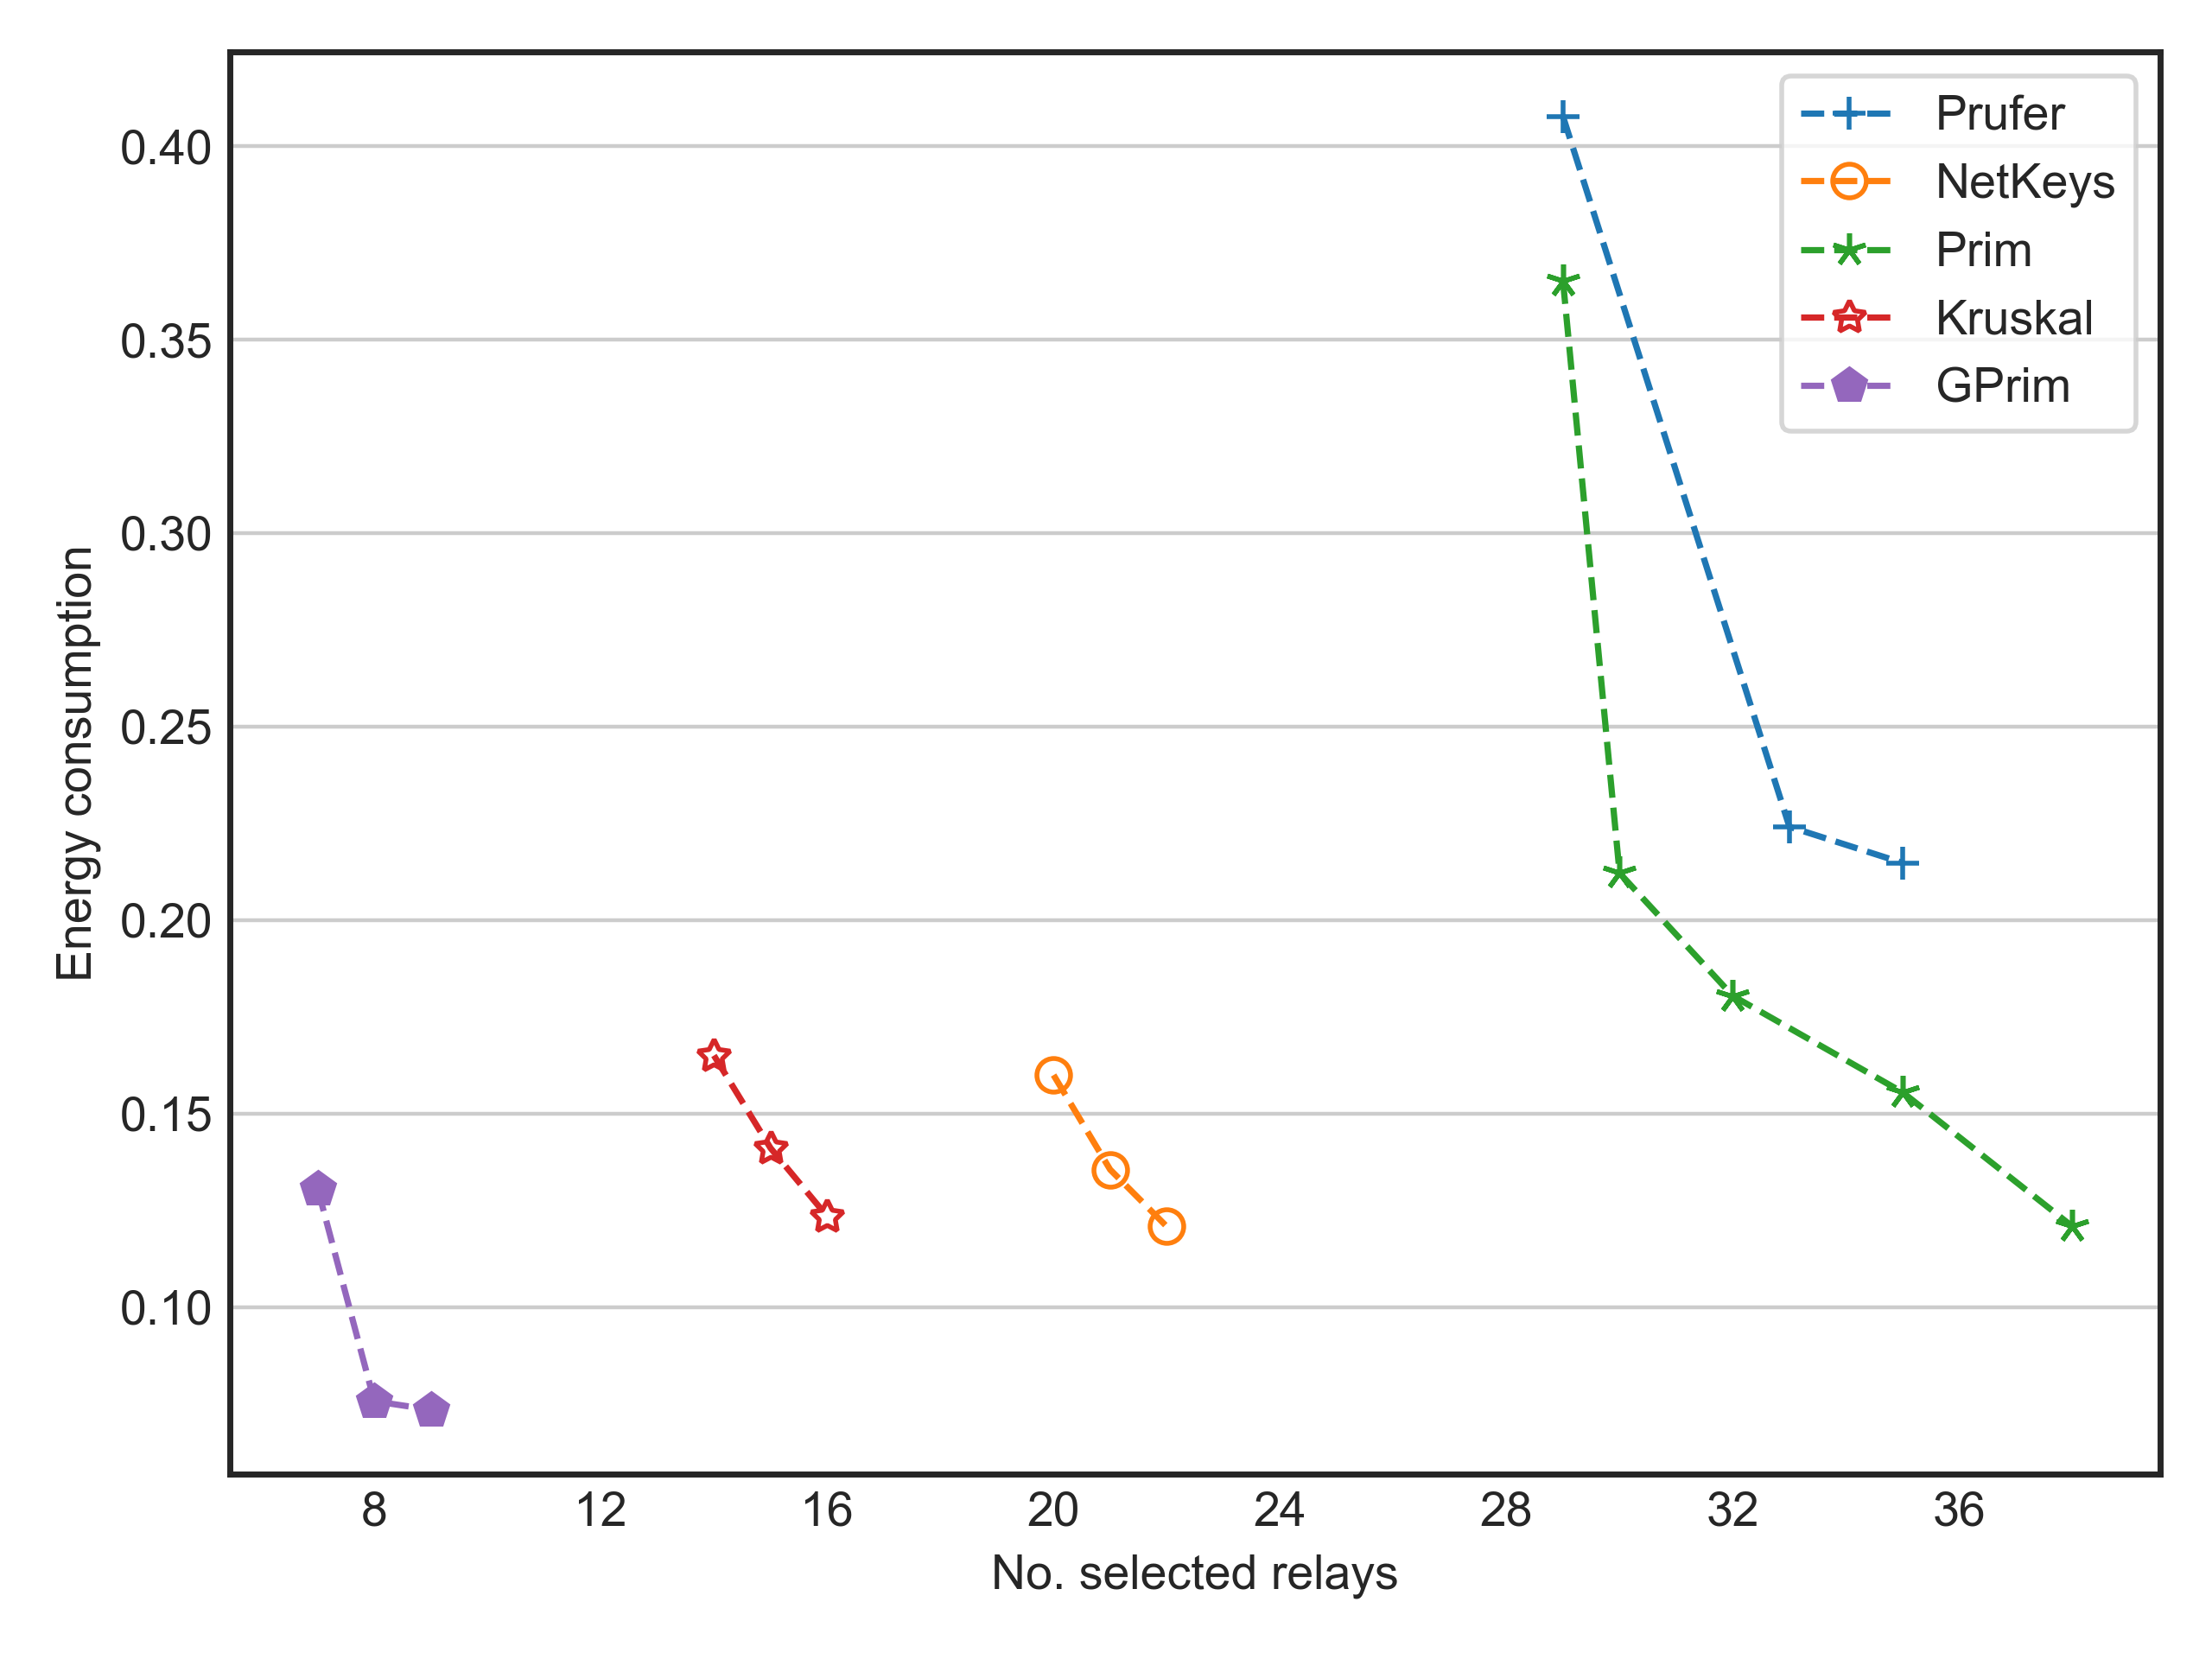 Prufer
NetKeys
Prim
Kruskal
GPrim
Energy consumption
0.40
0.35
0.30
0.25
0.20
0.15
0.10
8 12 16 20 24 28 32 36
No. selected relays